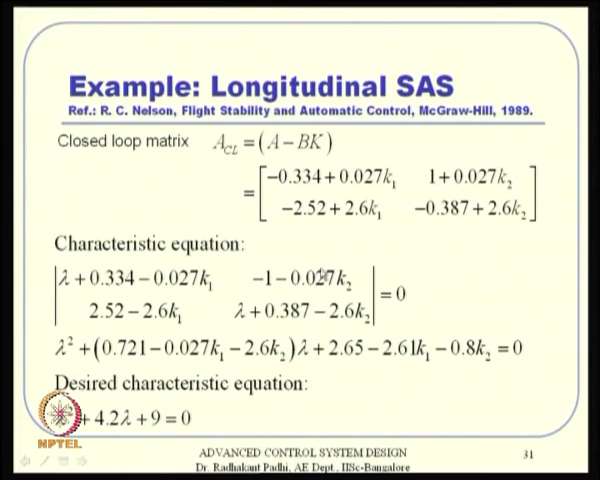 Example: Longitudinal SAS
Ref.: R. C. Nelson, Flight Stability and Automatic Control, McGraw-Hill, 1989.
Closed loop matrix A_CL = (A − BK)
= [ −0.334 + 0.027k₁ 1 + 0.027k₂
−2.52 + 2.6k₁ −0.387 + 2.6k₂ ]
Characteristic equation:
| λ + 0.334 − 0.027k₁ −1 − 0.027k₂ | = 0
| 2.52 − 2.6k₁ λ + 0.387 − 2.6k₂ |
λ² + (0.721 − 0.027k₁ − 2.6k₂)λ + 2.65 − 2.61k₁ − 0.8k₂ = 0
Desired characteristic equation:
+ 4.2λ + 9 = 0
NPTEL
ADVANCED CONTROL SYSTEM DESIGN
Dr. Radhakant Padhi, AE Dept., IISc-Bangalore
31